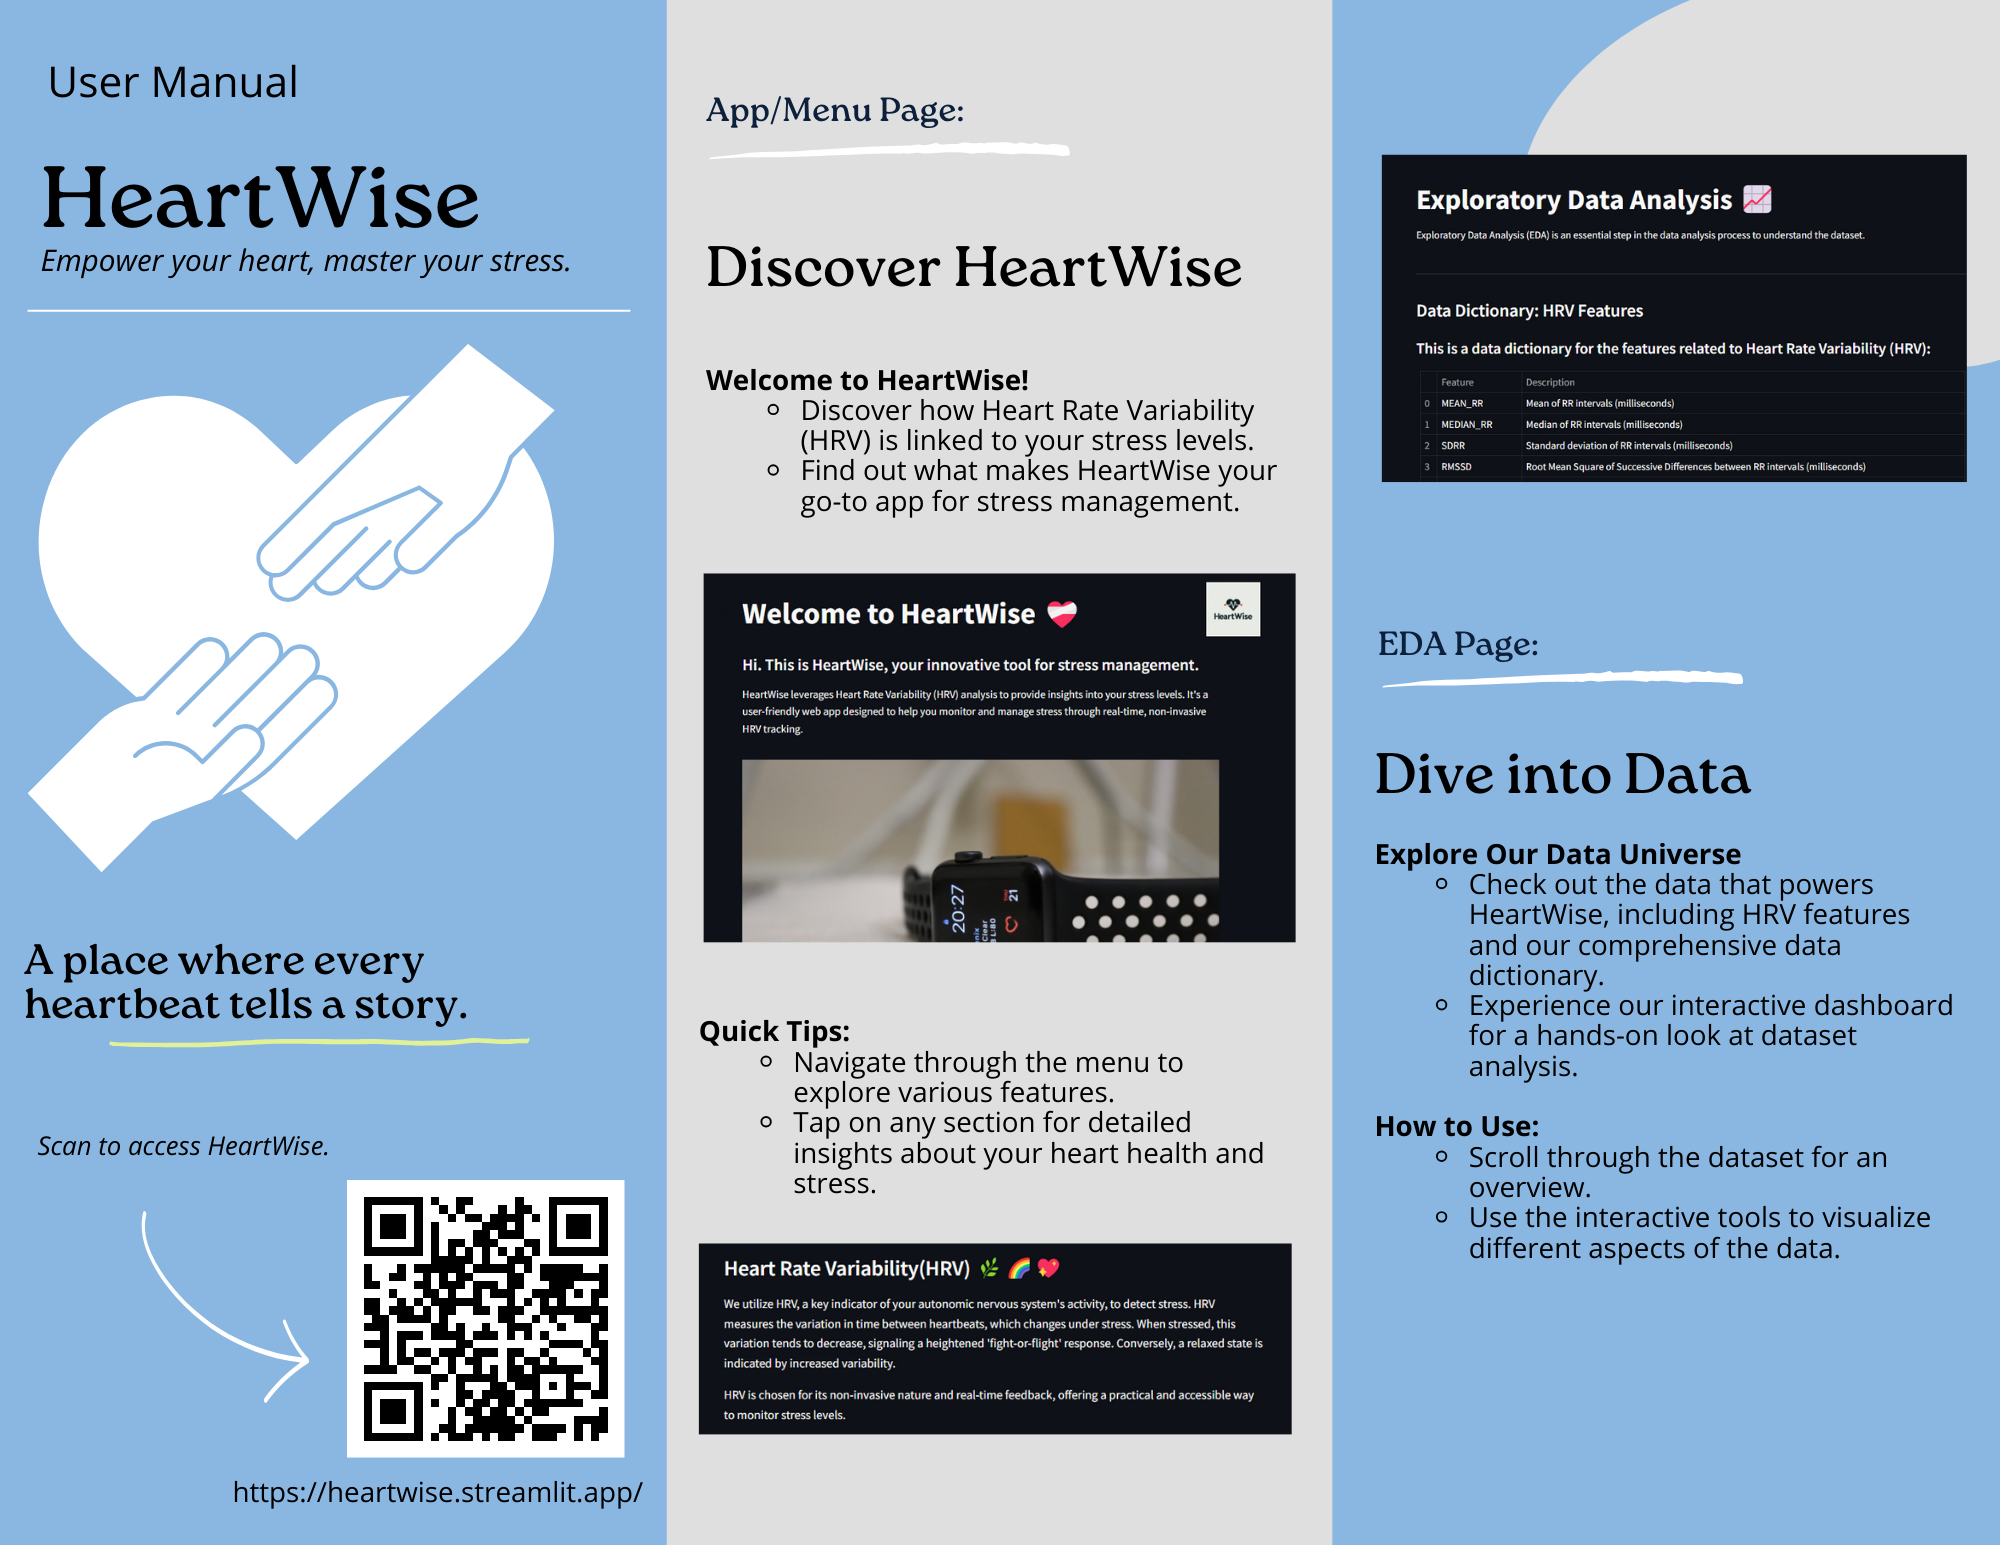 User Manual
HeartWise
Empower your heart, master your stress.
A place where every
heartbeat tells a story.
Scan to access HeartWise.
https://heartwise.streamlit.app/
App/Menu Page:
Discover HeartWise
Welcome to HeartWise!
Discover how Heart Rate Variability
(HRV) is linked to your stress levels.
Find out what makes HeartWise your
go-to app for stress management.
Welcome to HeartWise
HeartWise
Hi. This is HeartWise, your innovative tool for stress management.
HeartWise leverages Heart Rate Variability (HRV) analysis to provide insights into your stress levels. It's a
user-friendly web app designed to help you monitor and manage stress through real-time, non-invasive
HRV tracking.
20:27
21
Clear
Quick Tips:
Navigate through the menu to
explore various features.
Tap on any section for detailed
insights about your heart health and
stress.
Heart Rate Variability(HRV)
We utilize HRV, a key indicator of your autonomic nervous system's activity, to detect stress. HRV
measures the variation in time between heartbeats, which changes under stress. When stressed, this
variation tends to decrease, signaling a heightened 'fight-or-flight' response. Conversely, a relaxed state is
indicated by increased variability.
HRV is chosen for its non-invasive nature and real-time feedback, offering a practical and accessible way
to monitor stress levels.
Exploratory Data Analysis
Exploratory Data Analysis (EDA) is an essential step in the data analysis process to understand the dataset.
Data Dictionary: HRV Features
This is a data dictionary for the features related to Heart Rate Variability (HRV):
Feature Description
0 MEAN_RR Mean of RR intervals (milliseconds)
1 MEDIAN_RR Median of RR intervals (milliseconds)
2 SDRR Standard deviation of RR intervals (milliseconds)
3 RMSSD Root Mean Square of Successive Differences between RR intervals (milliseconds)
EDA Page:
Dive into Data
Explore Our Data Universe
Check out the data that powers
HeartWise, including HRV features
and our comprehensive data
dictionary.
Experience our interactive dashboard
for a hands-on look at dataset
analysis.
How to Use:
Scroll through the dataset for an
overview.
Use the interactive tools to visualize
different aspects of the data.